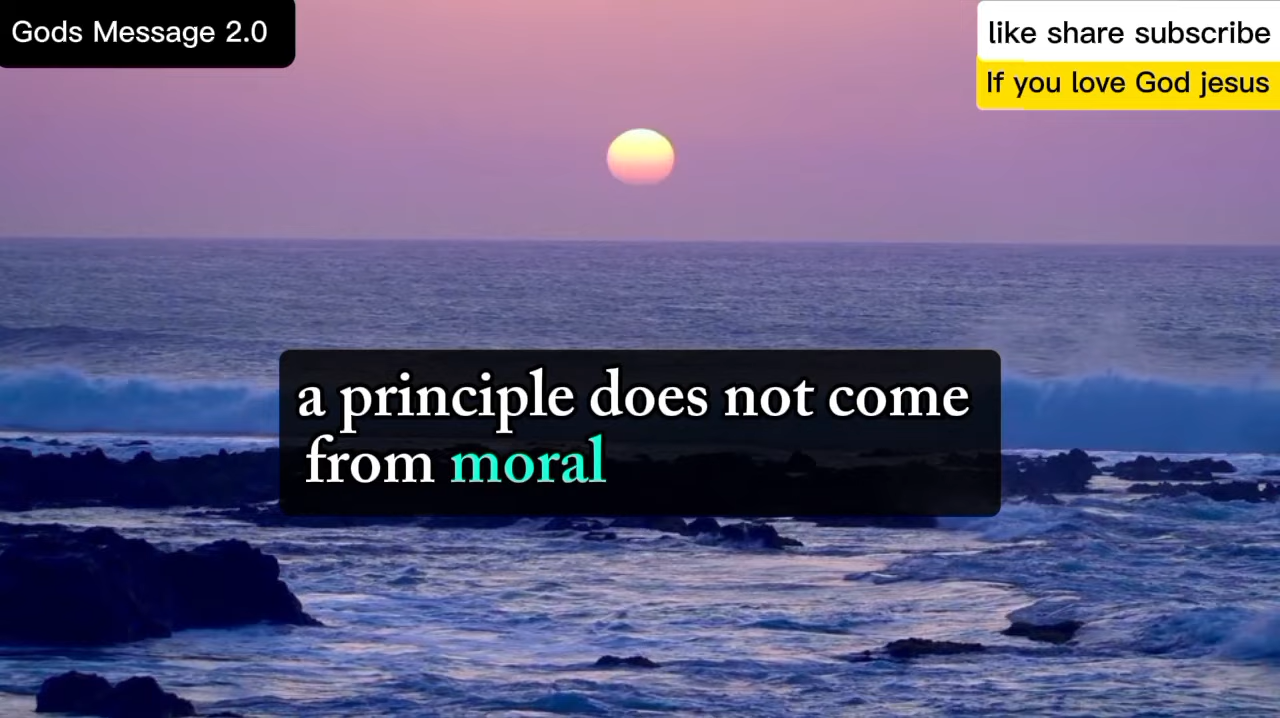 Gods Message 2.0
like share subscribe
If you love God jesus
a principle does not come
from moral